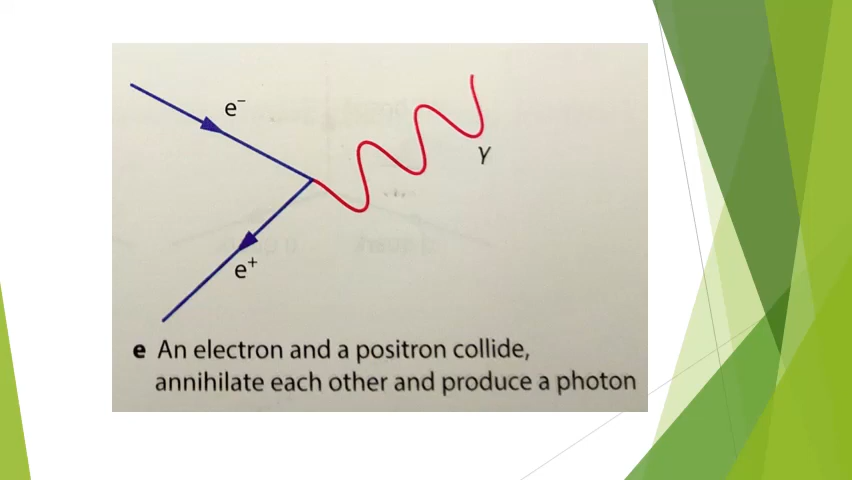 e⁻
γ
e⁺
e An electron and a positron collide,
annihilate each other and produce a photon